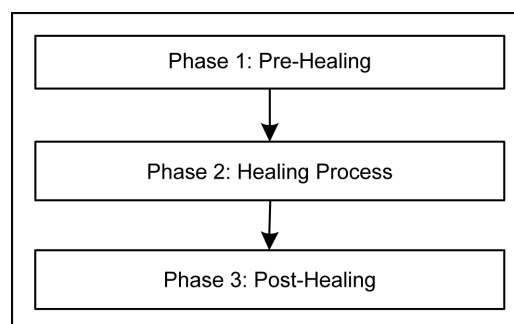 Phase 1: Pre-Healing
Phase 2: Healing Process
Phase 3: Post-Healing